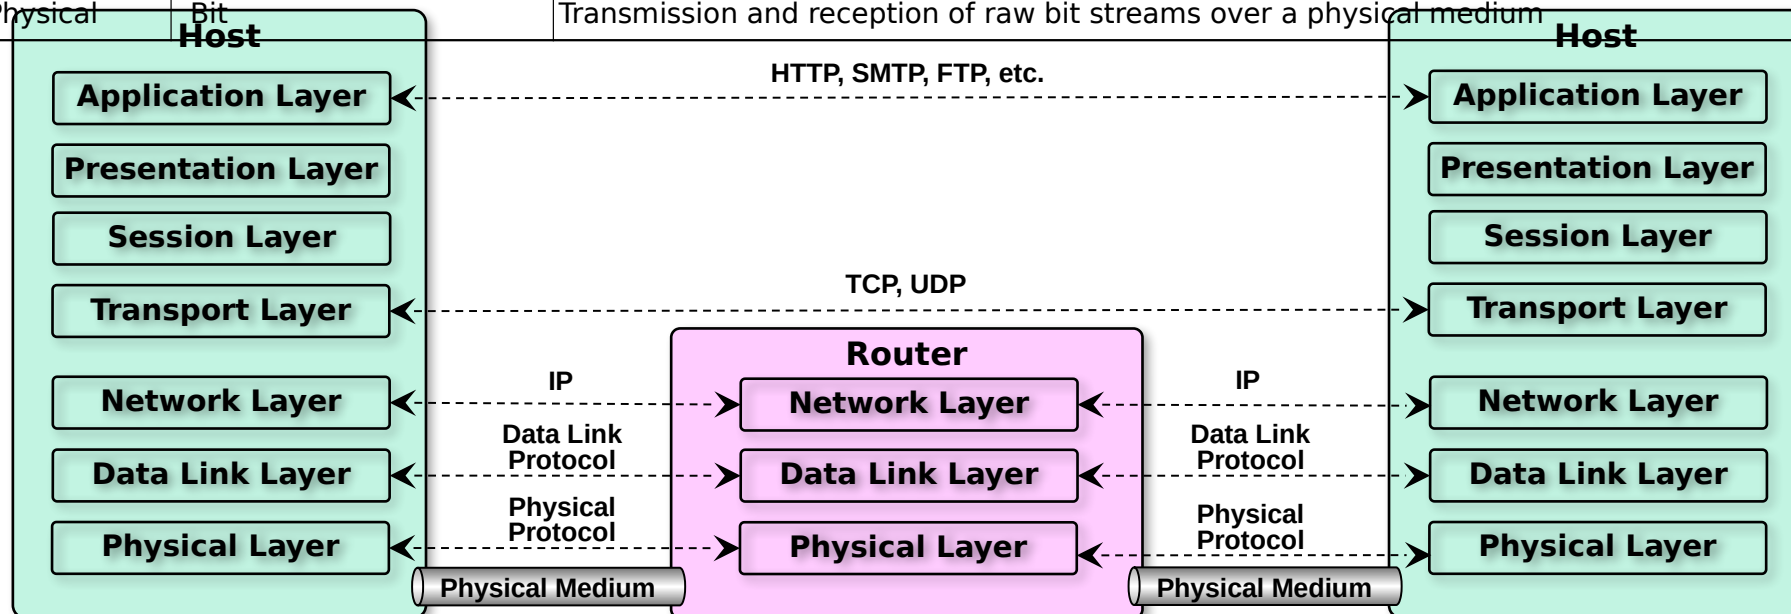 Physical Bit Transmission and reception of raw bit streams over a physical medium
Host Host
HTTP, SMTP, FTP, etc.
Application Layer Application Layer
Presentation Layer Presentation Layer
Session Layer Session Layer
TCP, UDP
Transport Layer Transport Layer
Router
IP IP
Network Layer Network Layer Network Layer
Data Link Data Link
Protocol Protocol
Data Link Layer Data Link Layer Data Link Layer
Physical Physical
Protocol Protocol
Physical Layer Physical Layer Physical Layer
Physical Medium Physical Medium